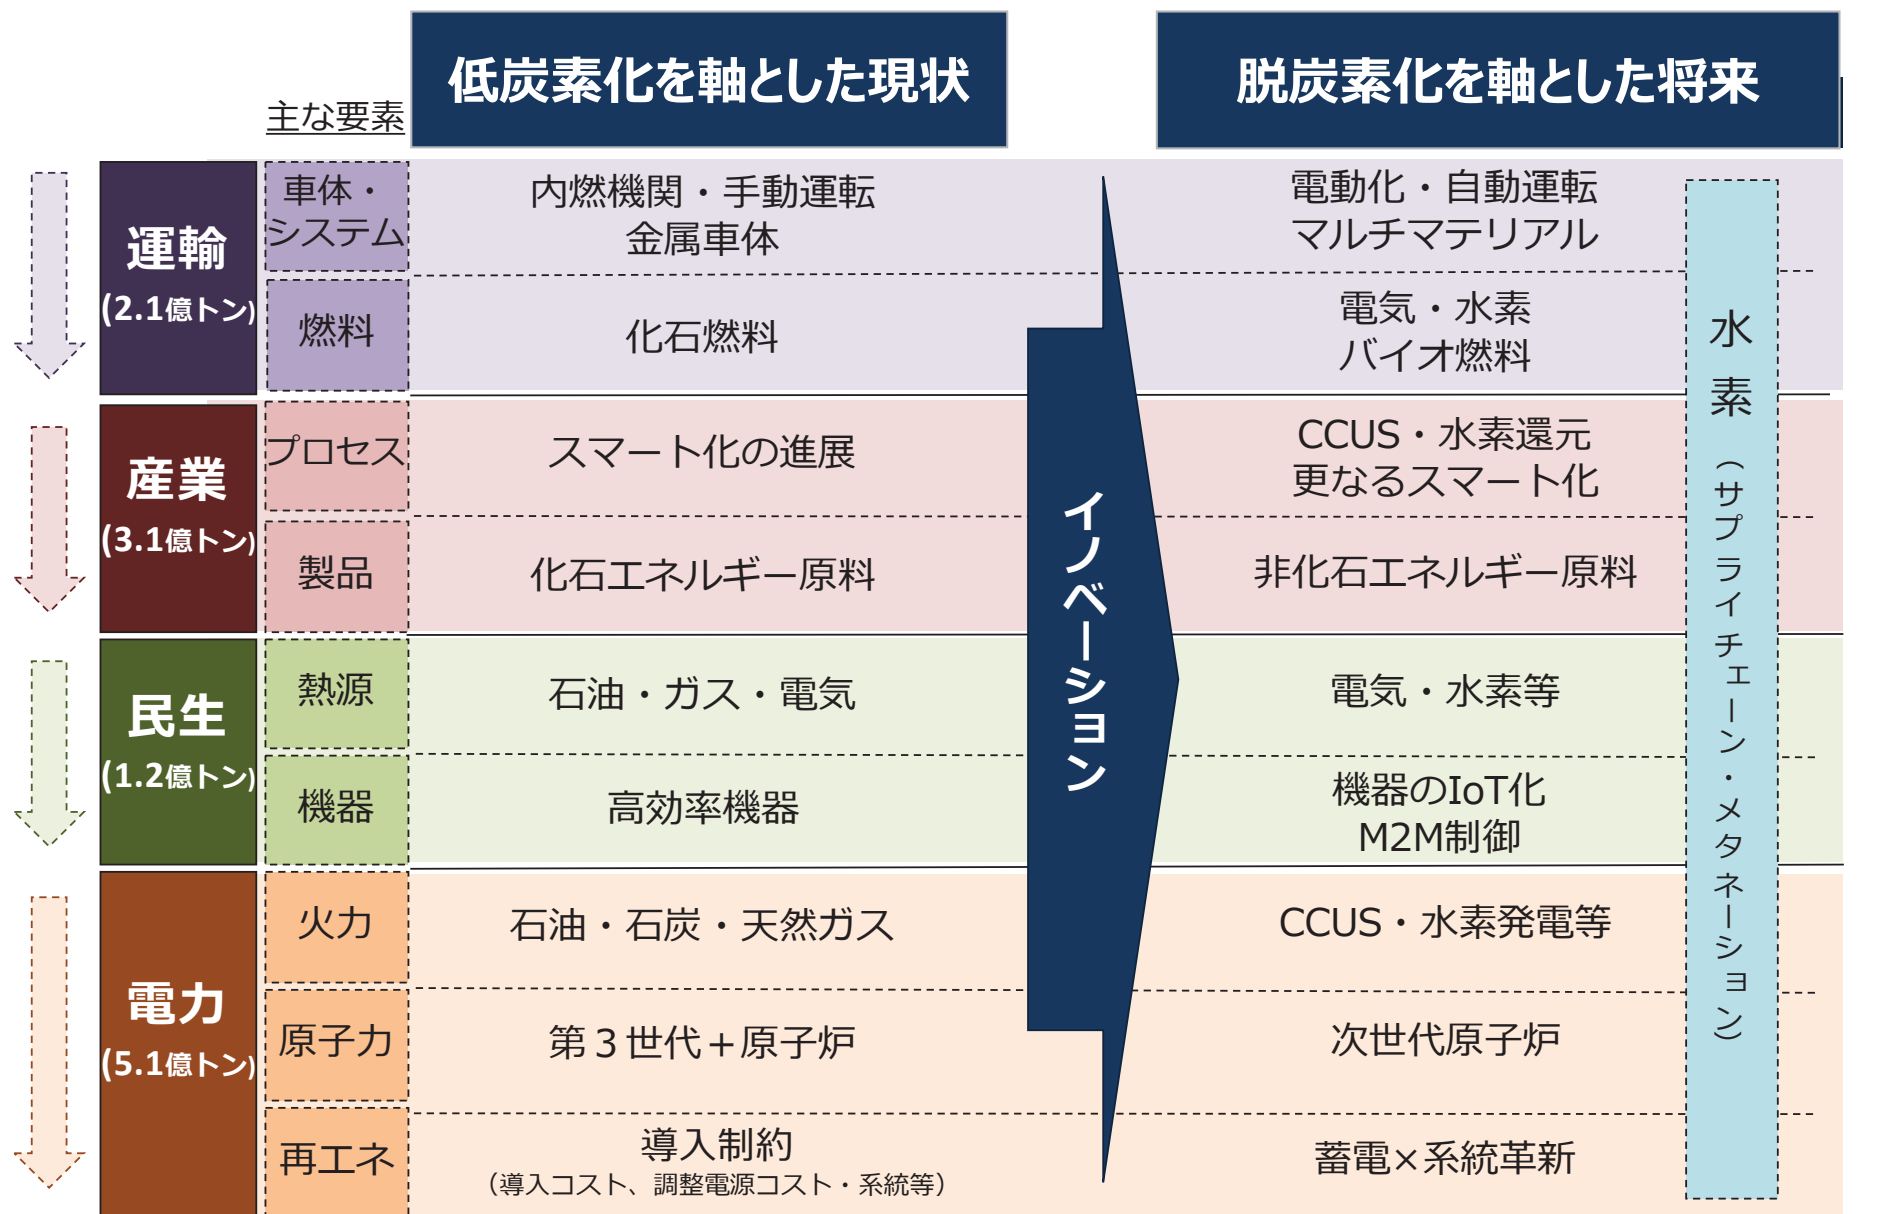 低炭素化を軸とした現状
脱炭素化を軸とした将来
主な要素
運輸
(2.1億トン)
車体・
システム
内燃機関・手動運転
金属車体
電動化・自動運転
マルチマテリアル
燃料
化石燃料
電気・水素
バイオ燃料
産業
(3.1億トン)
プロセス
スマート化の進展
CCUS・水素還元
更なるスマート化
製品
化石エネルギー原料
非化石エネルギー原料
民生
(1.2億トン)
熱源
石油・ガス・電気
電気・水素等
機器
高効率機器
機器のIoT化
M2M制御
電力
(5.1億トン)
火力
石油・石炭・天然ガス
CCUS・水素発電等
原子力
第3世代+原子炉
次世代原子炉
再エネ
導入制約
（導入コスト、調整電源コスト・系統等）
蓄電×系統革新
イノベーション
水素（サプライチェーン・メタネーション）